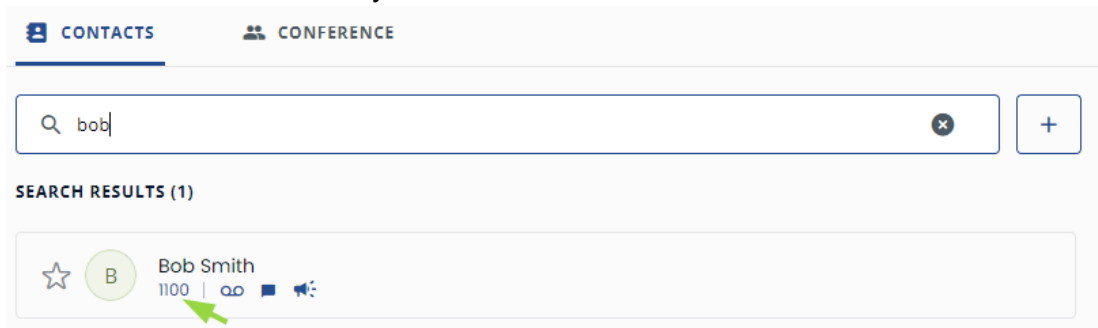 CONTACTS CONFERENCE
bob
+
SEARCH RESULTS (1)
B
Bob Smith
1100